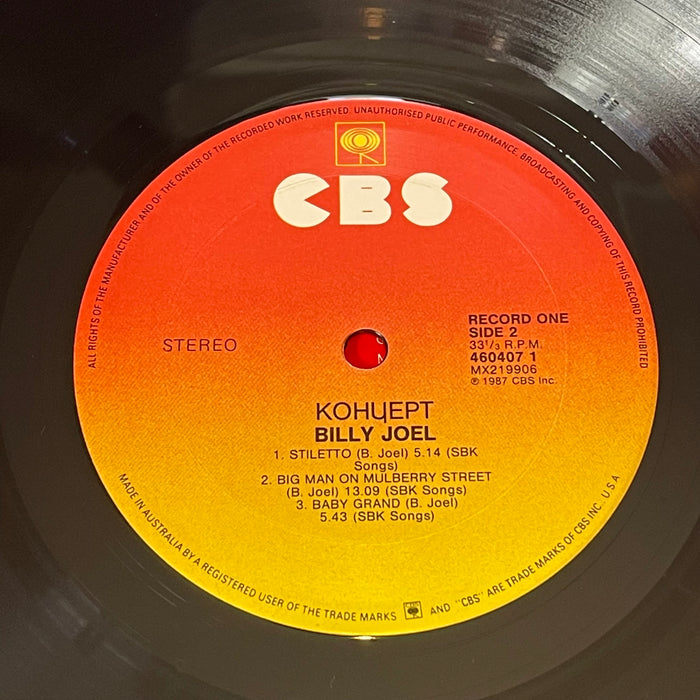 ALL RIGHTS OF THE MANUFACTURER AND OF THE OWNER OF THE RECORDED WORK RESERVED. UNAUTHORISED PUBLIC PERFORMANCE, BROADCASTING AND COPYING OF THIS RECORD PROHIBITED
CBS
STEREO
RECORD ONE
SIDE 2
33⅓ R.P.M.
460407 1
MX219906
℗ 1987 CBS Inc.
КОНЦЕРТ
BILLY JOEL
1. STILETTO (B. Joel) 5.14 (SBK
Songs)
2. BIG MAN ON MULBERRY STREET
(B. Joel) 13.09 (SBK Songs)
3. BABY GRAND (B. Joel)
5.43 (SBK Songs)
MADE IN AUSTRALIA BY A REGISTERED USER OF THE TRADE MARKS CBS AND "CBS" ARE TRADE MARKS OF CBS INC. U.S.A